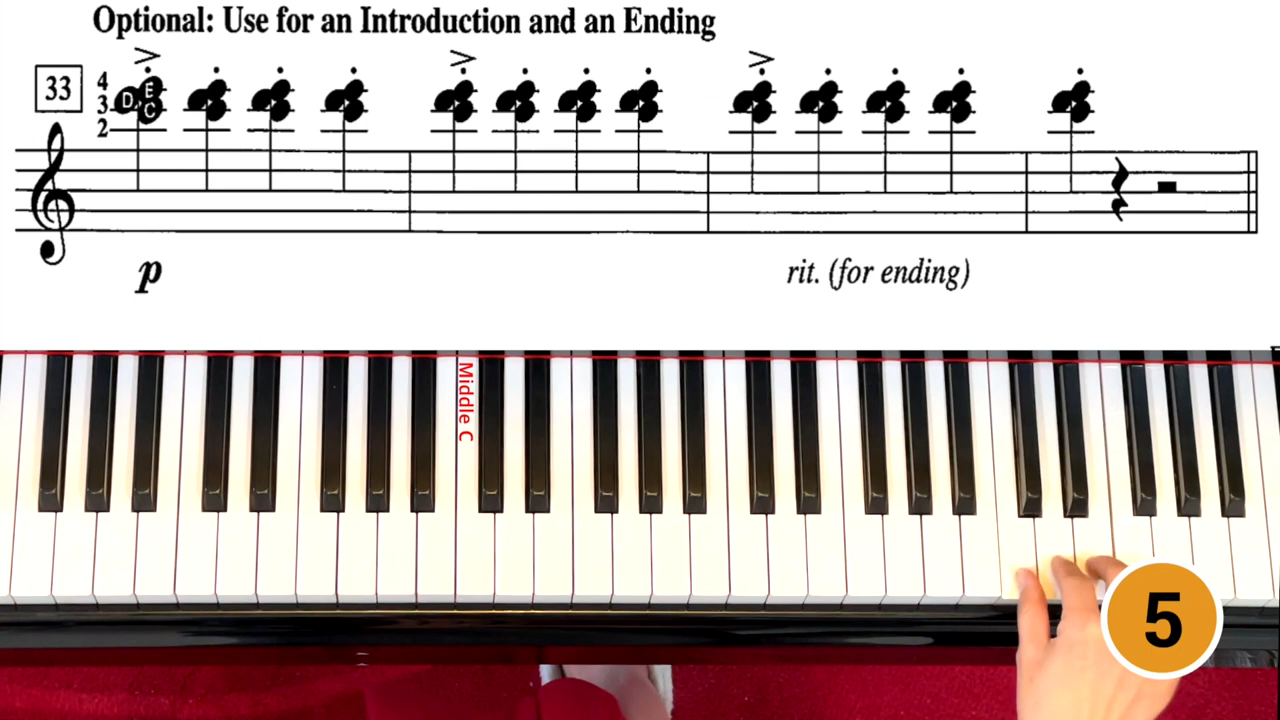 Optional: Use for an Introduction and an Ending
33
4
3
2
D
E
C
p
rit. (for ending)
Middle C
5